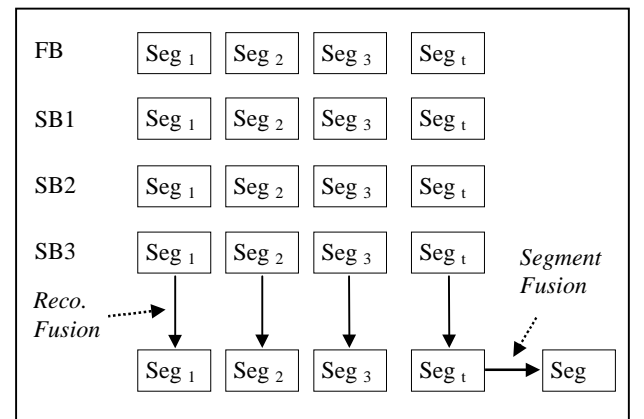 FB Seg 1 Seg 2 Seg 3 Seg t
SB1 Seg 1 Seg 2 Seg 3 Seg t
SB2 Seg 1 Seg 2 Seg 3 Seg t
SB3 Seg 1 Seg 2 Seg 3 Seg t
Segment
Fusion
Reco.
Fusion
Seg 1 Seg 2 Seg 3 Seg t Seg